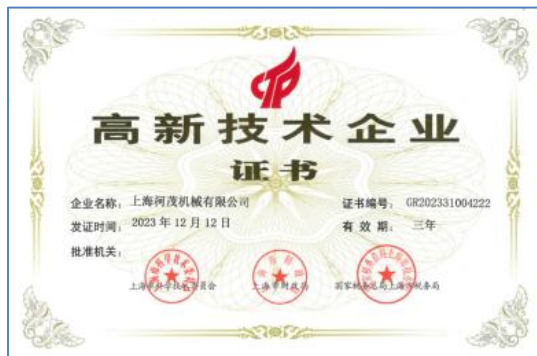 高新技术企业
证书
企业名称：上海河茂机械有限公司
证书编号：GR202331004222
发证时间：2023年12月12日
有效期：三年
批准机关：
上海市科学技术委员会
上海市财政局
国家税务总局上海市税务局